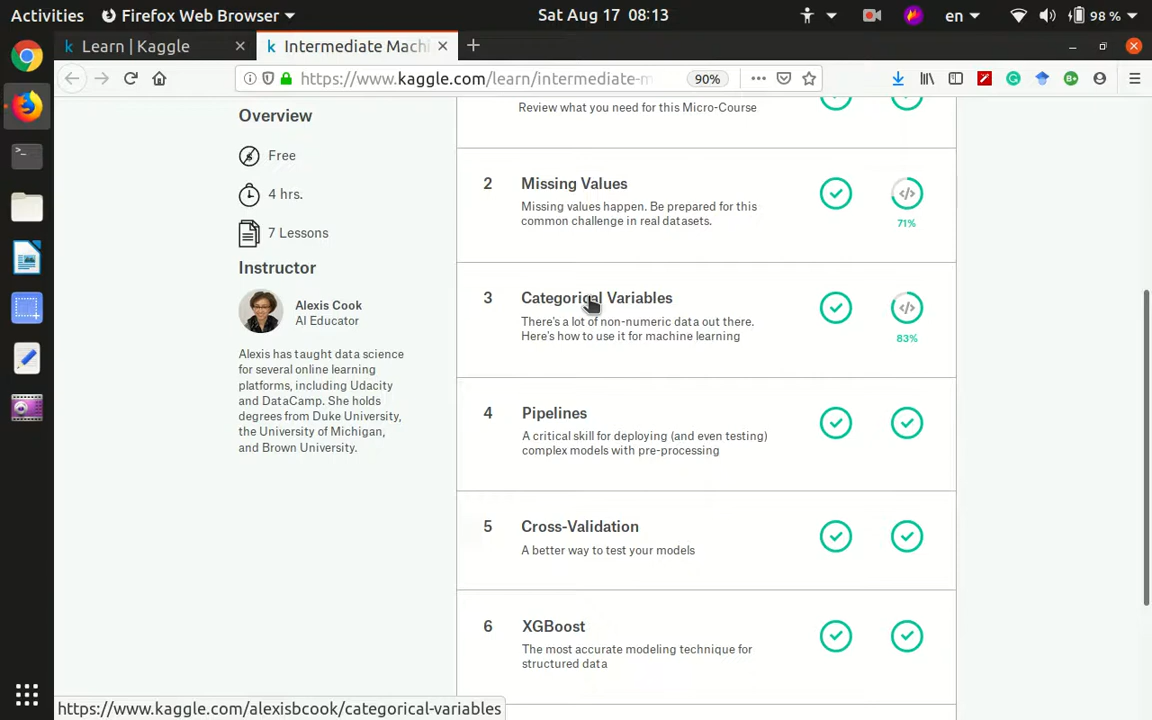 Activities Firefox Web Browser Sat Aug 17 08:13 en 98 %
k Learn | Kaggle k Intermediate Machi
https://www.kaggle.com/learn/intermediate-m 90%
Overview
Free
4 hrs.
7 Lessons
Instructor
Alexis Cook
AI Educator
Alexis has taught data science
for several online learning
platforms, including Udacity
and DataCamp. She holds
degrees from Duke University,
the University of Michigan,
and Brown University.
Review what you need for this Micro-Course
2 Missing Values
Missing values happen. Be prepared for this
common challenge in real datasets.
</>
71%
3 Categorical Variables
There's a lot of non-numeric data out there.
Here's how to use it for machine learning
</>
83%
4 Pipelines
A critical skill for deploying (and even testing)
complex models with pre-processing
5 Cross-Validation
A better way to test your models
6 XGBoost
The most accurate modeling technique for
structured data
https://www.kaggle.com/alexisbcook/categorical-variables